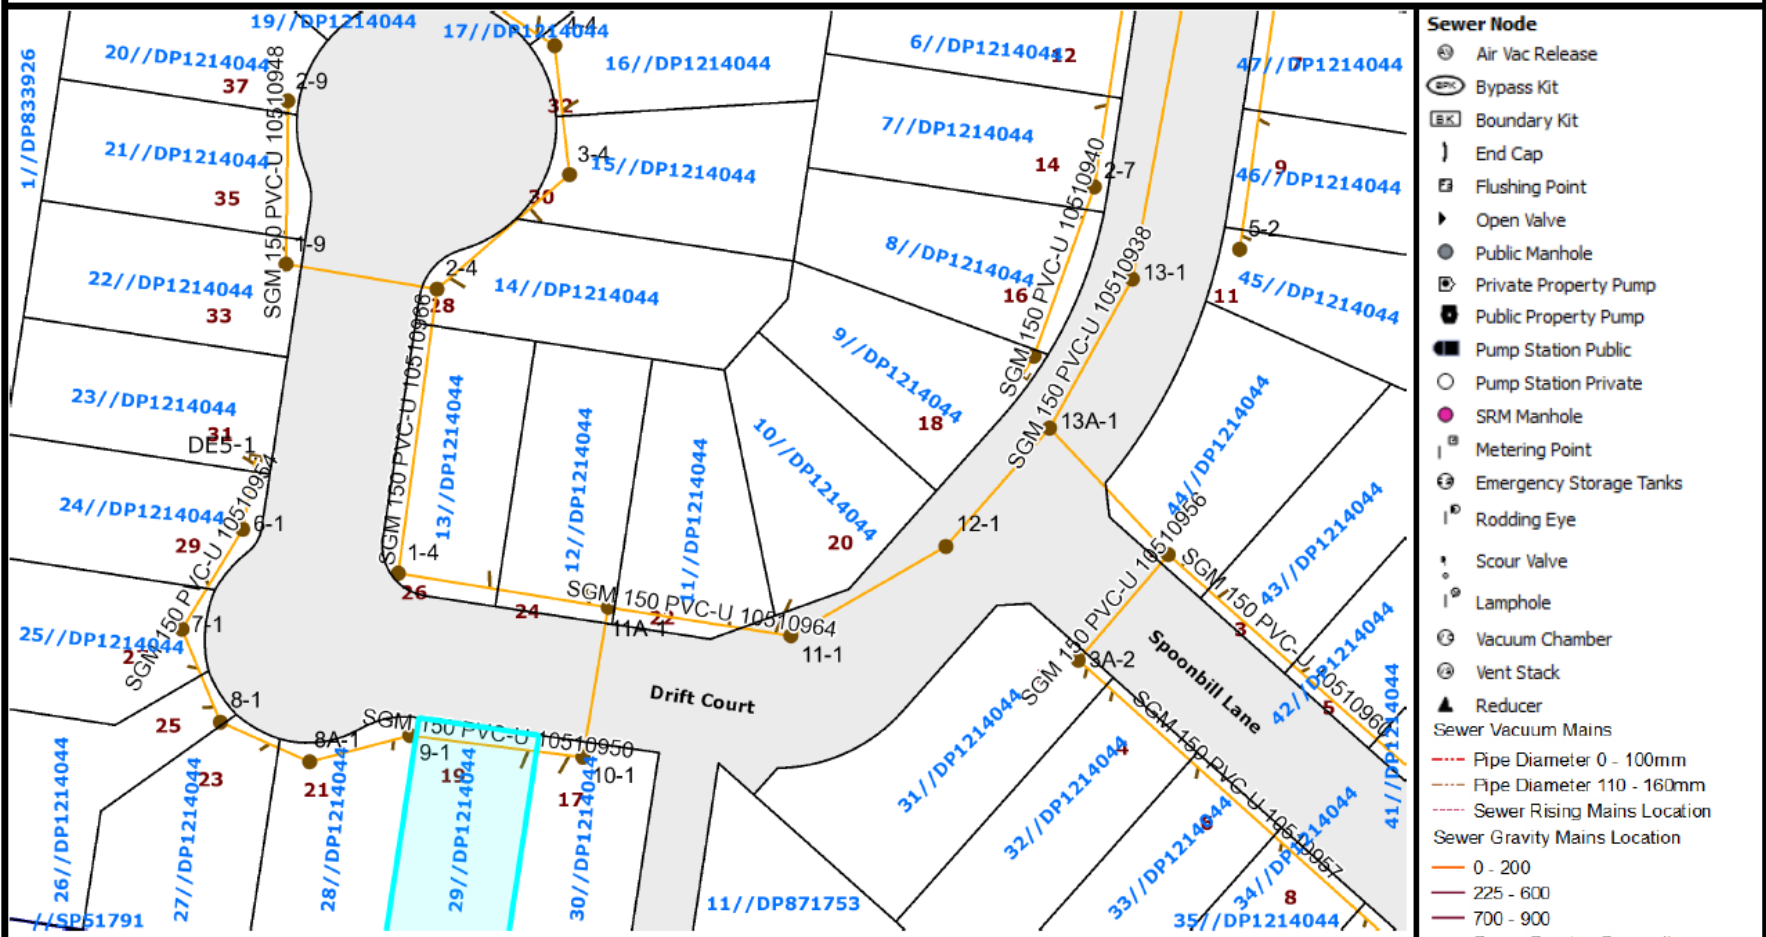 19//DP1214044
17//DP1214044
4-4
20//DP1214044
37
2-9
16//DP1214044
6//DP1214044
12
47//DP1214044
7
1//DP833926
SGM 150 PVC-U 10510948
32
7//DP1214044
14
2-7
21//DP1214044
35
3-4
15//DP1214044
30
9
46//DP1214044
5-2
1-9
22//DP1214044
33
2-4
28
14//DP1214044
8//DP1214044
16
SGM 150 PVC-U 10510940
SGM 150 PVC-U 10510938
13-1
11
45//DP1214044
23//DP1214044
31
DE5-1
SGM 150 PVC-U 10510968
13//DP1214044
12//DP1214044
11//DP1214044
10//DP1214044
9//DP1214044
18
13A-1
44//DP1214044
24//DP1214044
29
6-1
SGM 150 PVC-U 10510954
1-4
26
24
SGM 150 PVC-U 10510964
22
11A-1
20
12-1
11-1
43//DP1214044
SGM 150 PVC-U 10510956
SGM 150 PVC-U 10510960
3
25//DP1214044
7-1
8-1
25
Drift Court
3A-2
Spoonbill Lane
42//DP1214044
5
41//DP1214044
SGM 150 PVC-U 10510950
8A-1
9-1
10-1
23
21
19
17
31//DP1214044
4
32//DP1214044
SGM 150 PVC-U 10510957
33//DP1214044
34//DP1214044
8
26//DP1214044
27//DP1214044
28//DP1214044
29//DP1214044
30//DP1214044
11//DP871753
35//DP1214044
//SP51791
Sewer Node
Air Vac Release
Bypass Kit
Boundary Kit
End Cap
Flushing Point
Open Valve
Public Manhole
Private Property Pump
Public Property Pump
Pump Station Public
Pump Station Private
SRM Manhole
Metering Point
Emergency Storage Tanks
Rodding Eye
Scour Valve
Lamphole
Vacuum Chamber
Vent Stack
Reducer
Sewer Vacuum Mains
Pipe Diameter 0 - 100mm
Pipe Diameter 110 - 160mm
Sewer Rising Mains Location
Sewer Gravity Mains Location
0 - 200
225 - 600
700 - 900